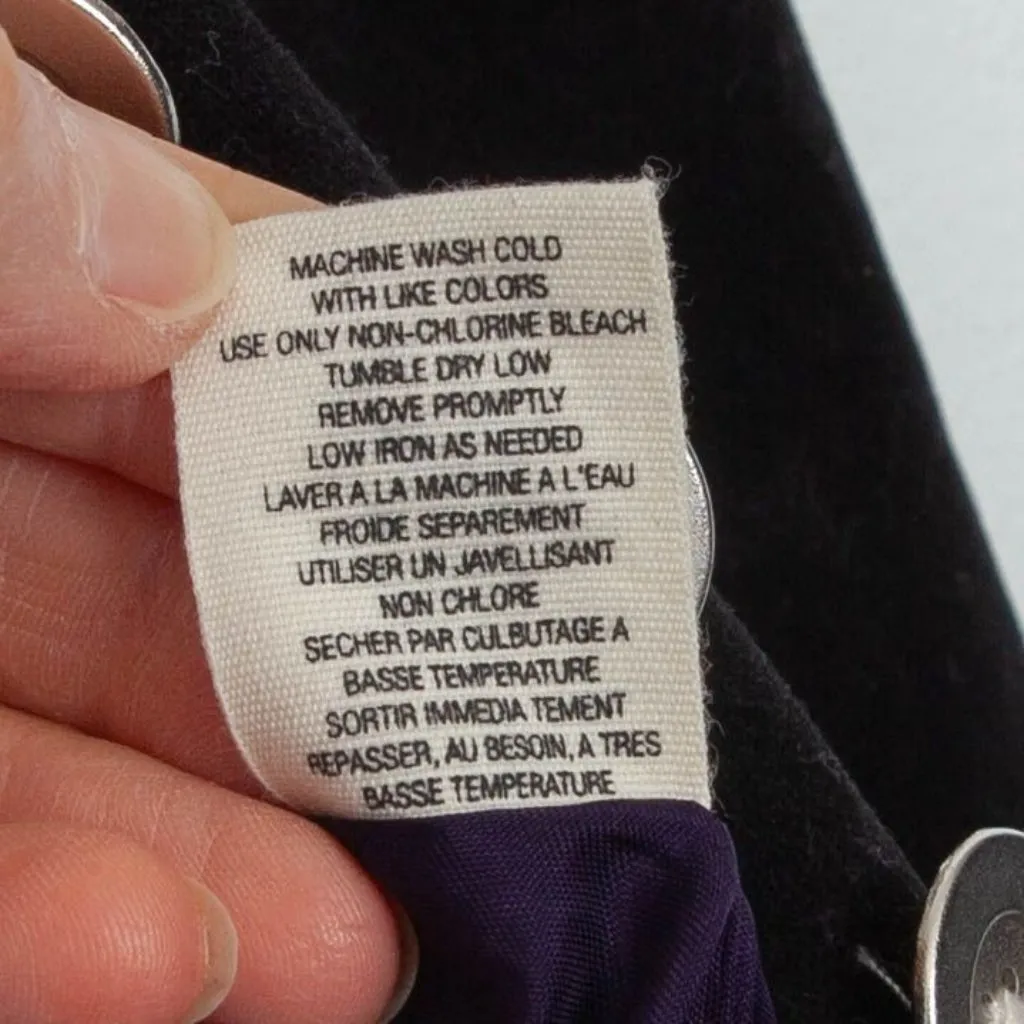 MACHINE WASH COLD
WITH LIKE COLORS
USE ONLY NON-CHLORINE BLEACH
TUMBLE DRY LOW
REMOVE PROMPTLY
LOW IRON AS NEEDED
LAVER A LA MACHINE A L'EAU
FROIDE SEPAREMENT
UTILISER UN JAVELLISANT
NON CHLORE
SECHER PAR CULBUTAGE A
BASSE TEMPERATURE
SORTIR IMMEDIA TEMENT
REPASSER, AU BESOIN, A TRES
BASSE TEMPERATURE